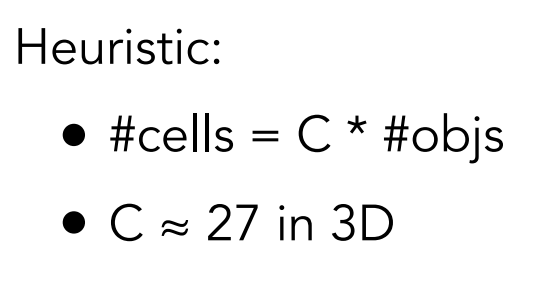 Heuristic:
• #cells = C * #objs
• C ≈ 27 in 3D